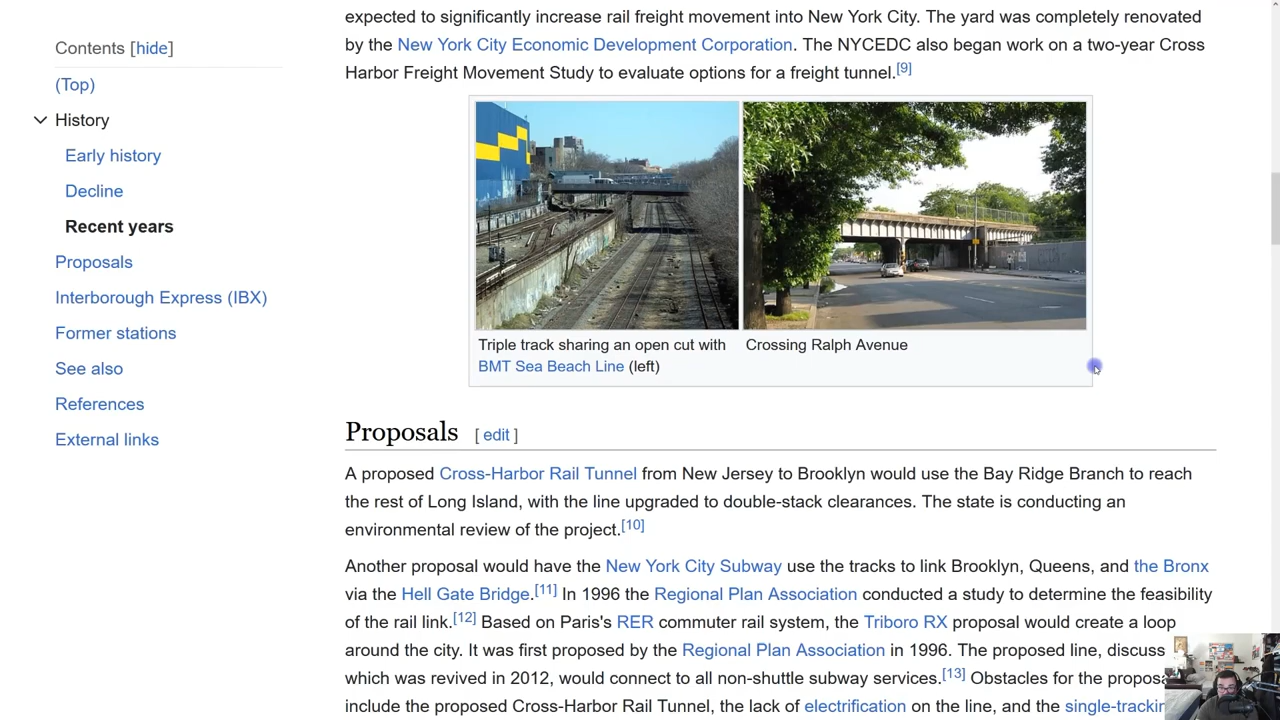 Contents [hide]
(Top)
History
Early history
Decline
Recent years
Proposals
Interborough Express (IBX)
Former stations
See also
References
External links
expected to significantly increase rail freight movement into New York City. The yard was completely renovated
by the New York City Economic Development Corporation. The NYCEDC also began work on a two-year Cross
Harbor Freight Movement Study to evaluate options for a freight tunnel.[9]
Triple track sharing an open cut with
BMT Sea Beach Line (left)
Crossing Ralph Avenue
Proposals [ edit ]
A proposed Cross-Harbor Rail Tunnel from New Jersey to Brooklyn would use the Bay Ridge Branch to reach
the rest of Long Island, with the line upgraded to double-stack clearances. The state is conducting an
environmental review of the project.[10]
Another proposal would have the New York City Subway use the tracks to link Brooklyn, Queens, and the Bronx
via the Hell Gate Bridge.[11] In 1996 the Regional Plan Association conducted a study to determine the feasibility
of the rail link.[12] Based on Paris's RER commuter rail system, the Triboro RX proposal would create a loop
around the city. It was first proposed by the Regional Plan Association in 1996. The proposed line, discuss
which was revived in 2012, would connect to all non-shuttle subway services.[13] Obstacles for the propos
include the proposed Cross-Harbor Rail Tunnel, the lack of electrification on the line, and the single-trackin